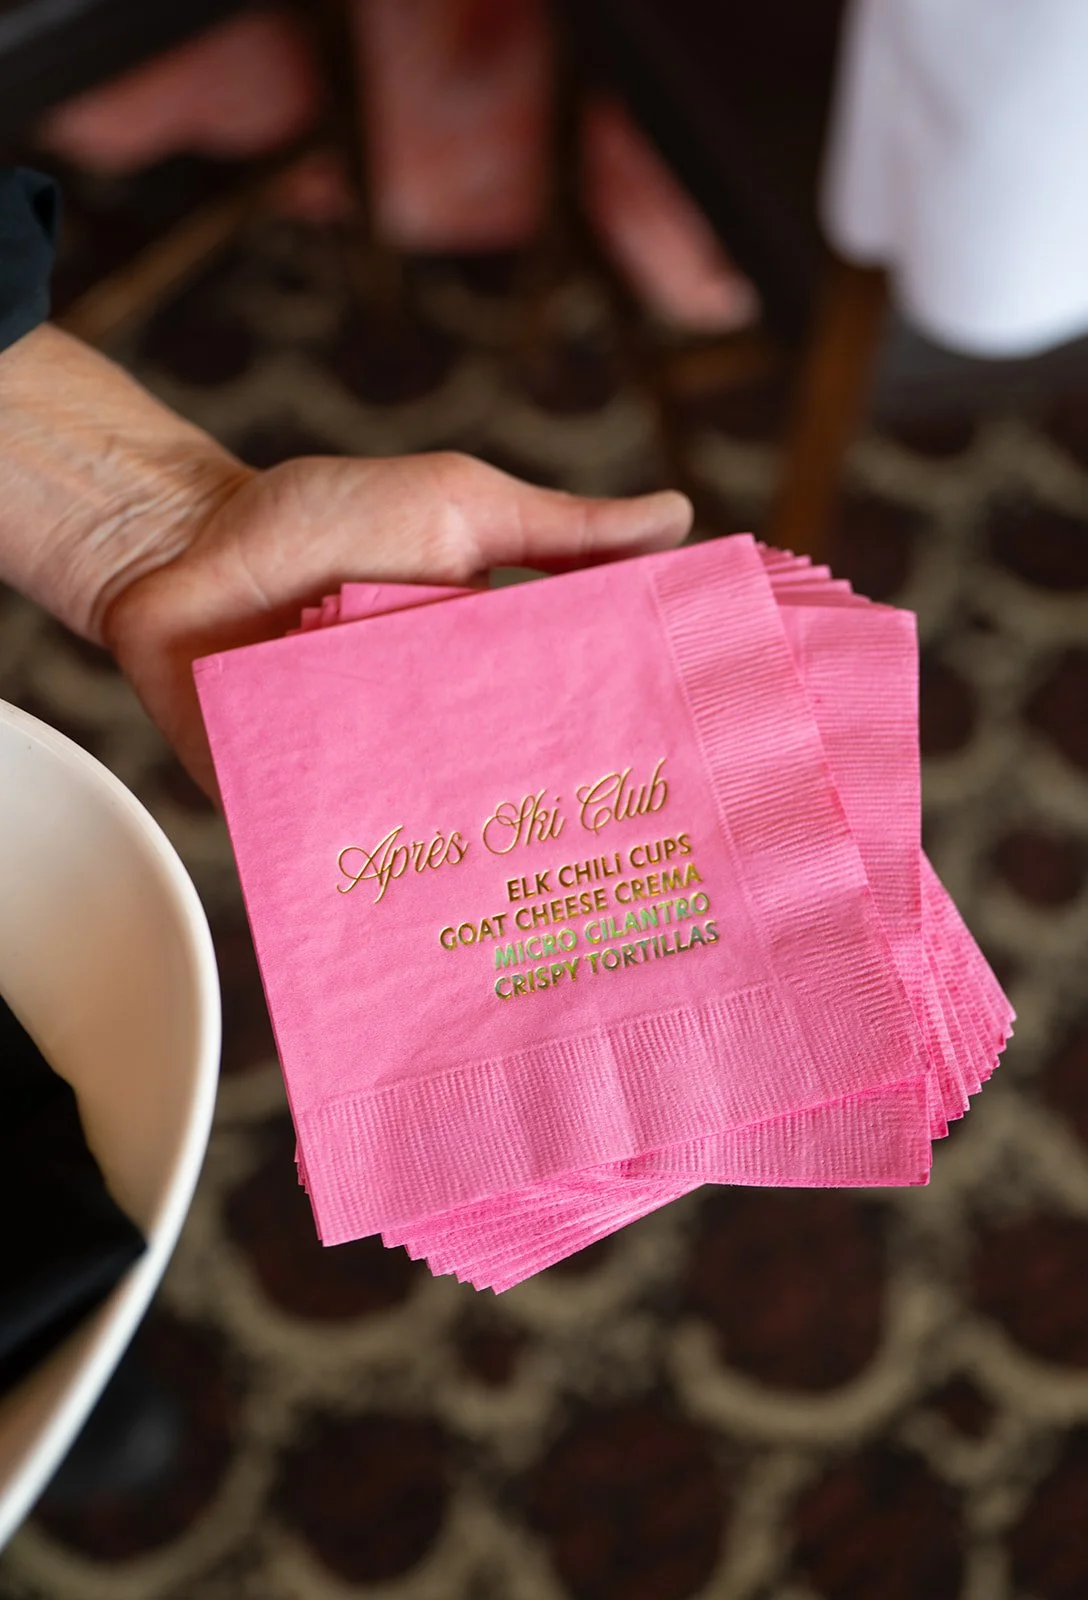 Après Ski Club
ELK CHILI CUPS
GOAT CHEESE CREMA
MICRO CILANTRO
CRISPY TORTILLAS